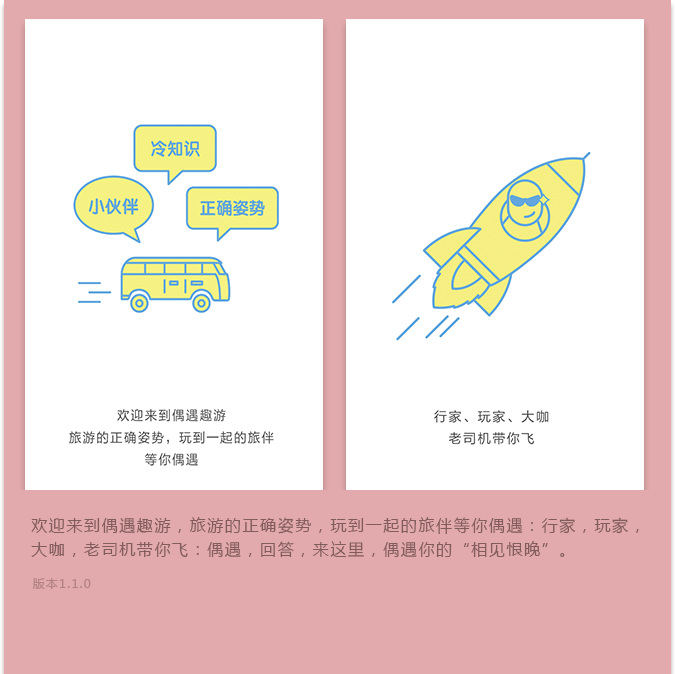 冷知识
小伙伴
正确姿势
欢迎来到偶遇趣游
旅游的正确姿势，玩到一起的旅伴
等你偶遇
行家、玩家、大咖
老司机带你飞
欢迎来到偶遇趣游，旅游的正确姿势，玩到一起的旅伴等你偶遇：行家，玩家，
大咖，老司机带你飞：偶遇，回答，来这里，偶遇你的“相见恨晚”。
版本1.1.0